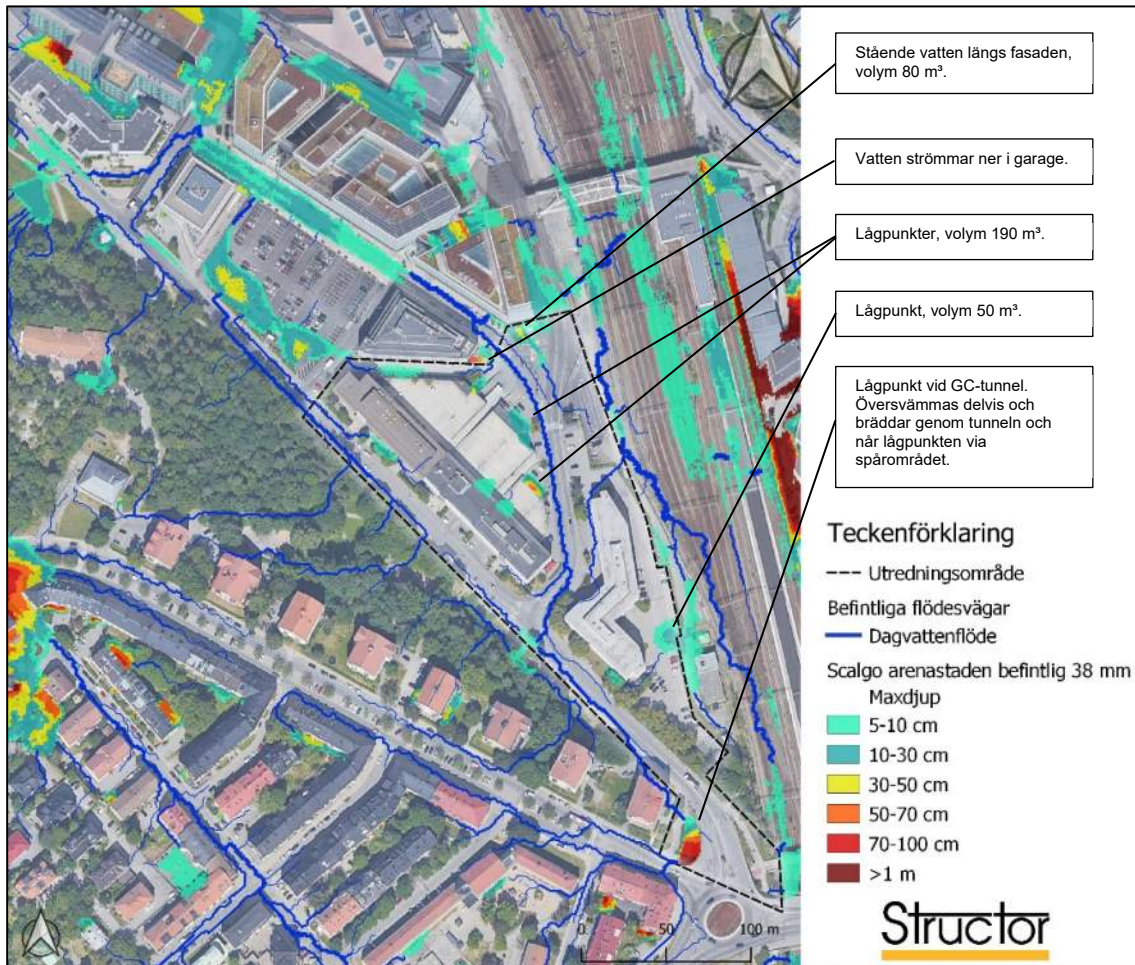 Stående vatten längs fasaden,
volym 80 m³.
Vatten strömmar ner i garage.
Lågpunkter, volym 190 m³.
Lågpunkt, volym 50 m³.
Lågpunkt vid GC-tunnel.
Översvämmas delvis och
bräddar genom tunneln och
når lågpunkten via
spårområdet.
Teckenförklaring
Utredningsområde
Befintliga flödesvägar
Dagvattenflöde
Scalgo arenastaden befintlig 38 mm
Maxdjup
5-10 cm
10-30 cm
30-50 cm
50-70 cm
70-100 cm
>1 m
Structor
0 50 100 m